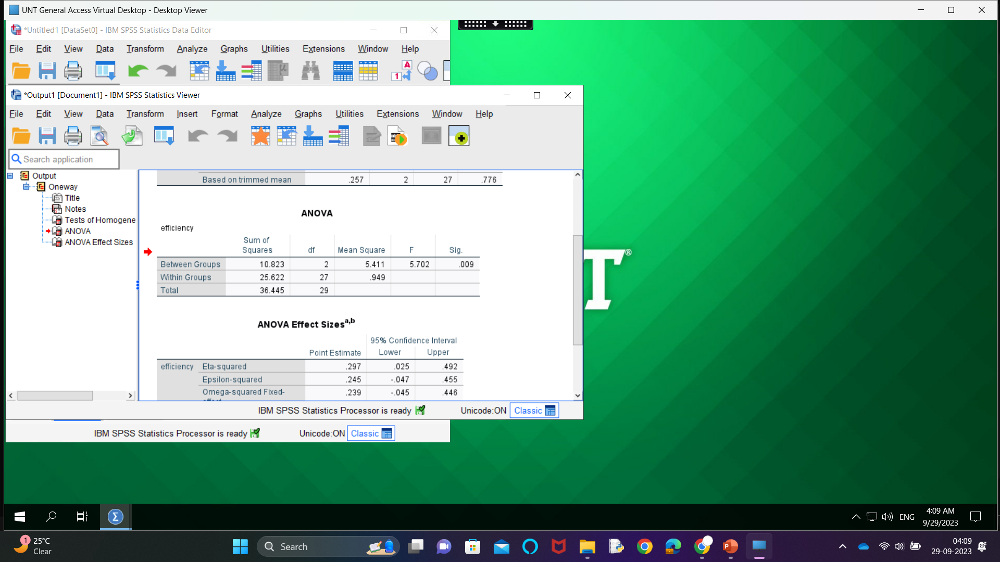 UNT General Access Virtual Desktop - Desktop Viewer
*Untitled1 [DataSet0] - IBM SPSS Statistics Data Editor
File Edit View Data Transform Analyze Graphs Utilities Extensions Window Help
*Output1 [Document1] - IBM SPSS Statistics Viewer
File Edit View Data Transform Insert Format Analyze Graphs Utilities Extensions Window Help
Search application
Output
Oneway
Title
Notes
Tests of Homogene
ANOVA
ANOVA Effect Sizes
Based on trimmed mean .257 2 27 .776
ANOVA
efficiency
Sum of Squares df Mean Square F Sig.
Between Groups 10.823 2 5.411 5.702 .009
Within Groups 25.622 27 .949
Total 36.445 29
ANOVA Effect Sizesa,b
95% Confidence Interval
Point Estimate Lower Upper
efficiency Eta-squared .297 .025 .492
Epsilon-squared .245 -.047 .455
Omega-squared Fixed- .239 -.045 .446
IBM SPSS Statistics Processor is ready Unicode:ON Classic
IBM SPSS Statistics Processor is ready Unicode:ON Classic
T®
ENG
4:09 AM
9/29/2023
1
25°C
Clear
Search
04:09
29-09-2023